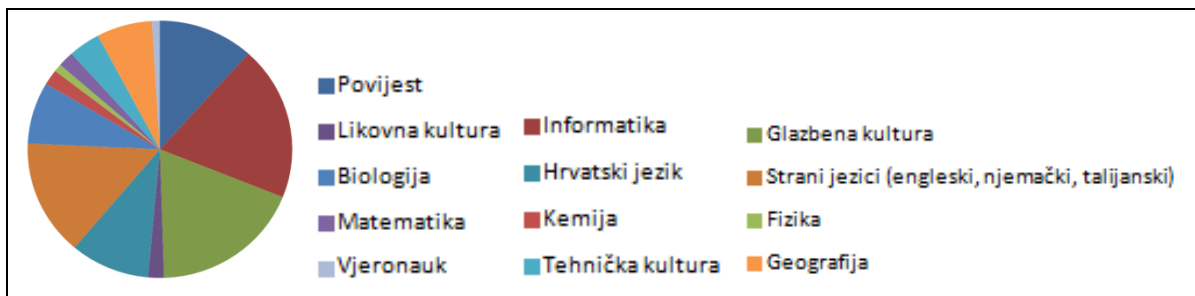 Povijest
Likovna kultura
Informatika
Glazbena kultura
Biologija
Hrvatski jezik
Strani jezici (engleski, njemački, talijanski)
Matematika
Kemija
Fizika
Vjeronauk
Tehnička kultura
Geografija